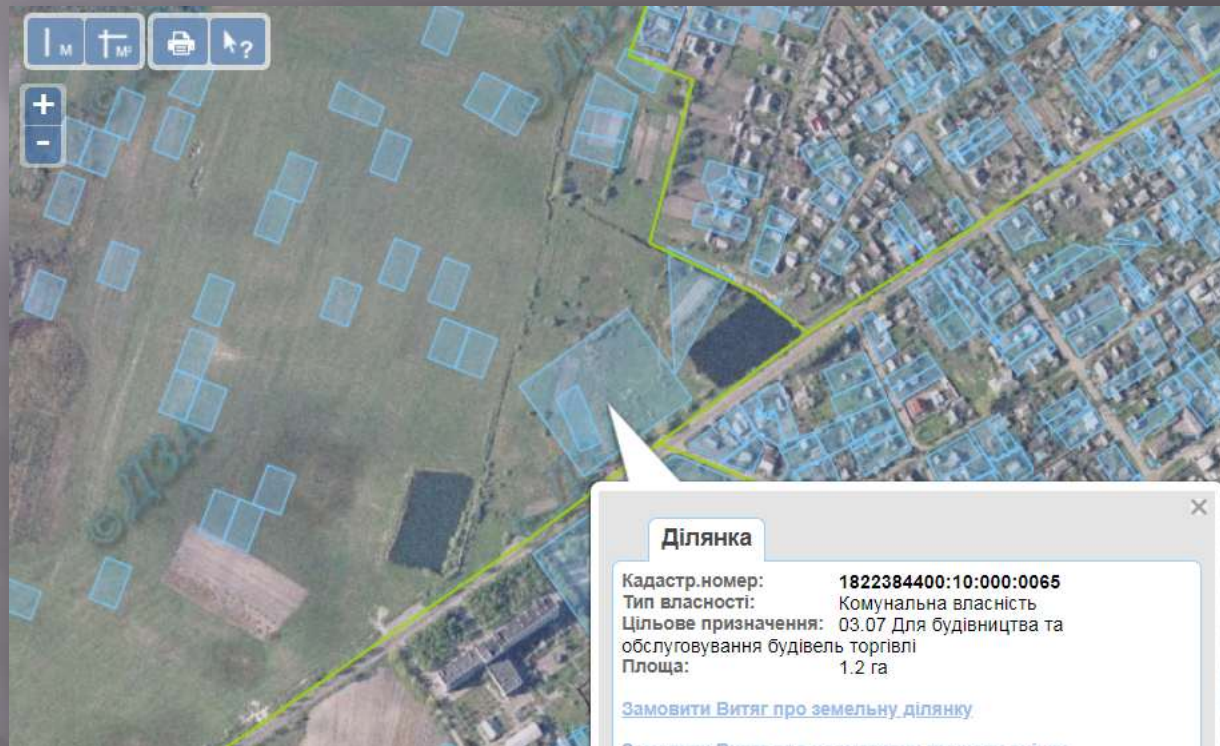 М
М²
?
+
-
© ДЗК
×
Ділянка
Кадастр.номер: 1822384400:10:000:0065
Тип власності: Комунальна власність
Цільове призначення: 03.07 Для будівництва та
обслуговування будівель торгівлі
Площа: 1.2 га
Замовити Витяг про земельну ділянку